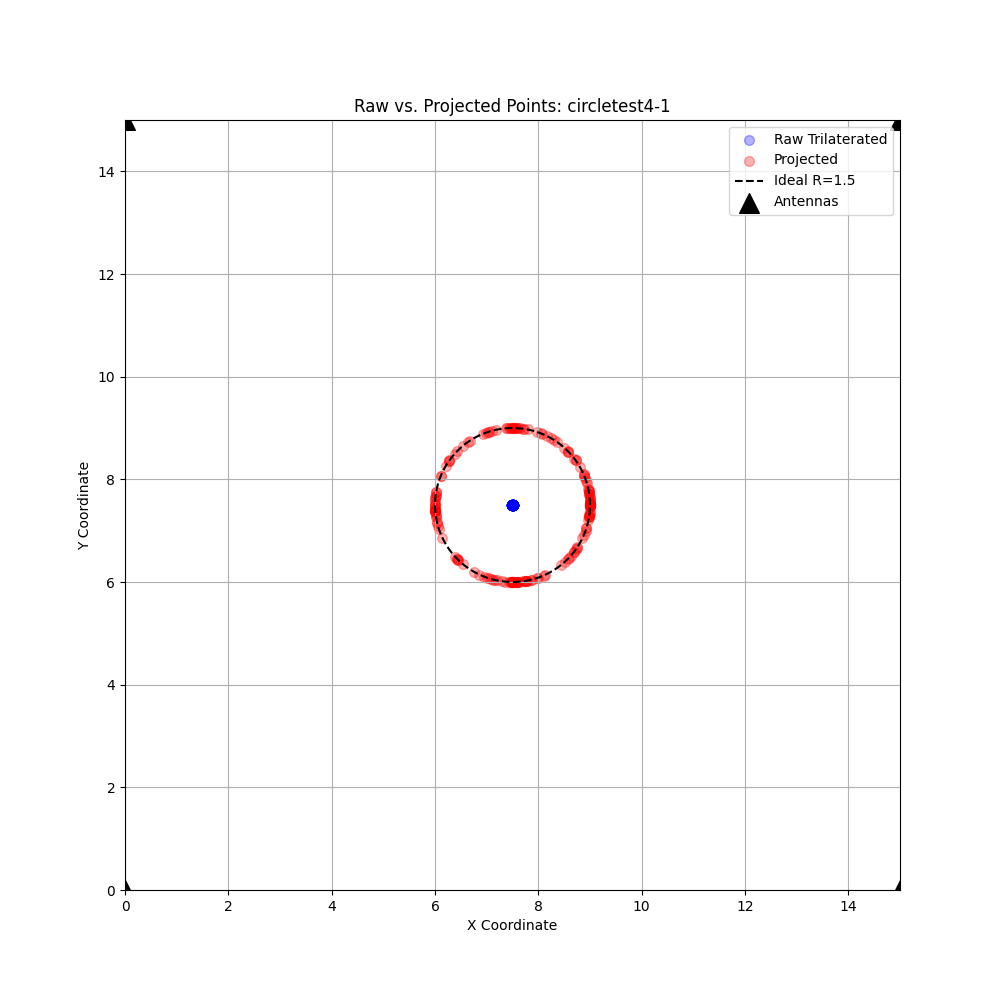 Raw vs. Projected Points: circletest4-1
Raw Trilaterated
Projected
Ideal R=1.5
Antennas
14
12
10
8
6
4
2
0
Y Coordinate
0 2 4 6 8 10 12 14
X Coordinate